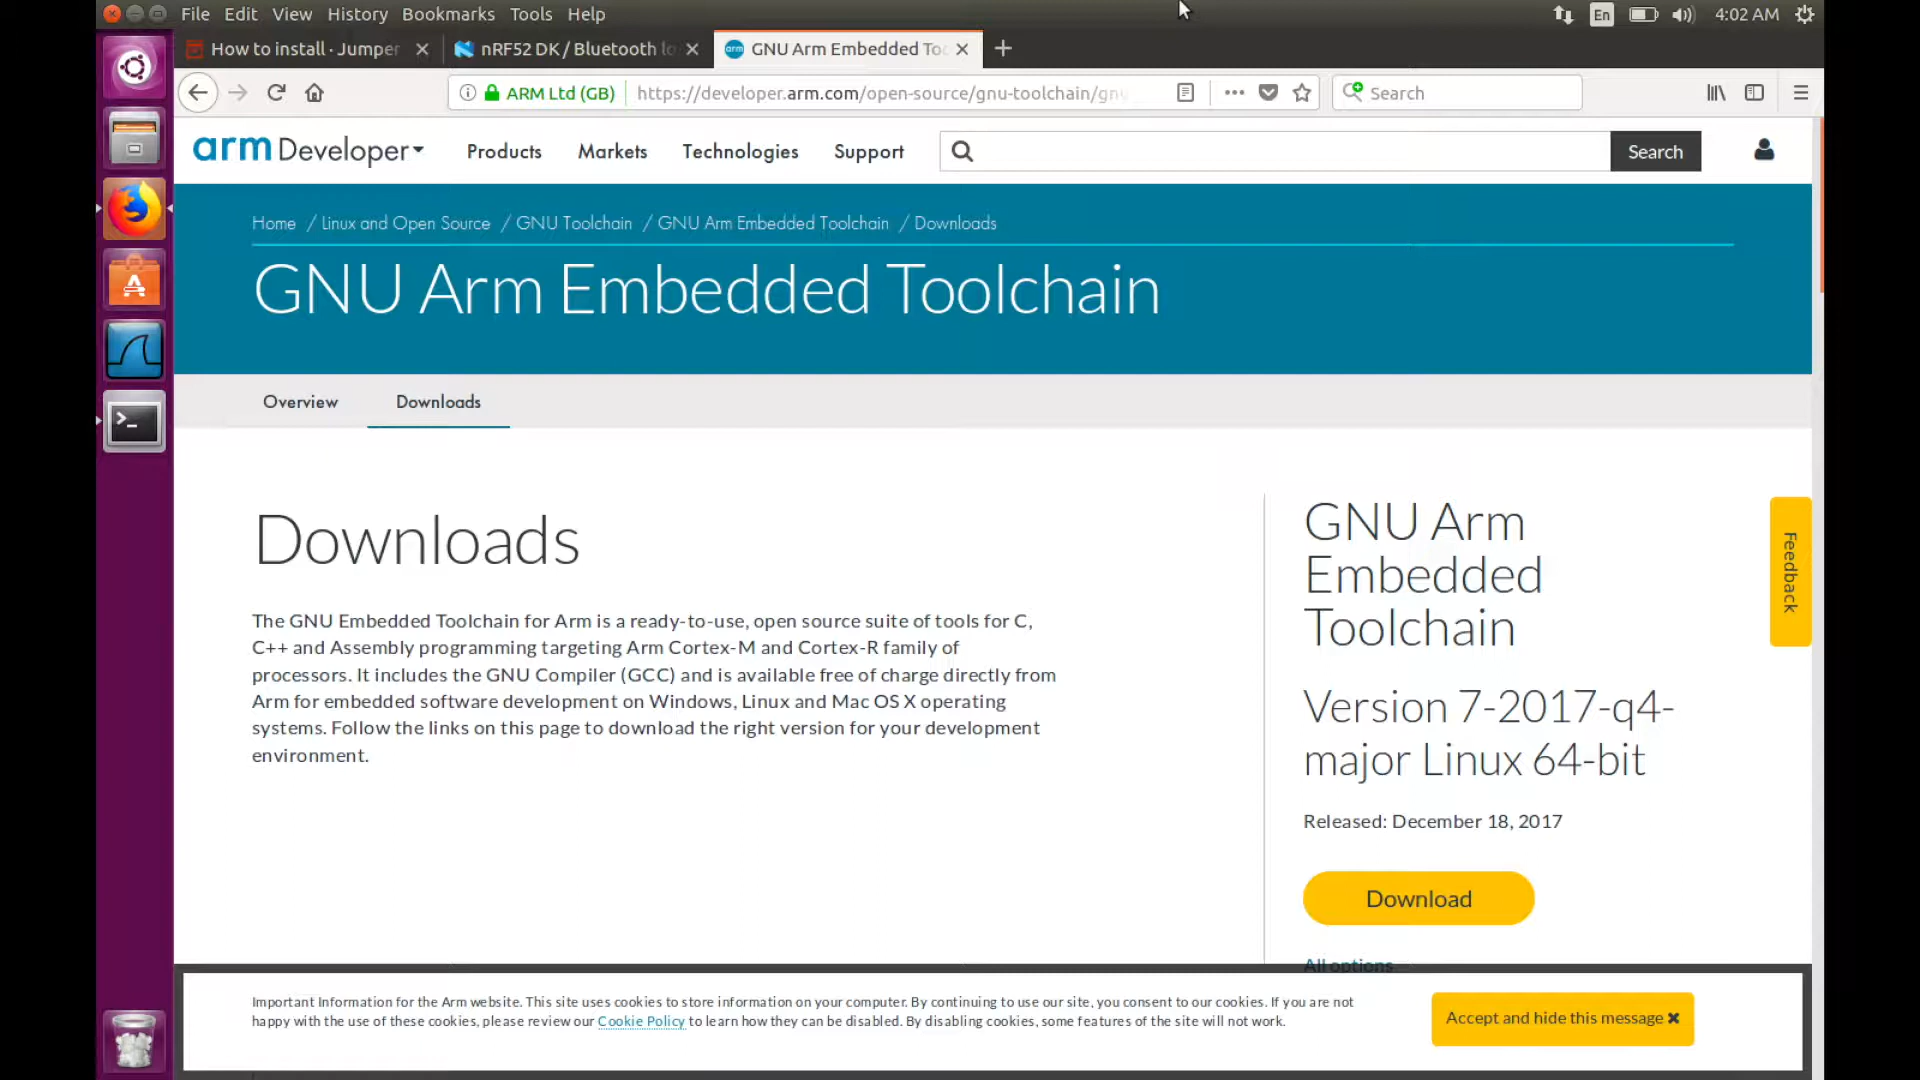 File Edit View History Bookmarks Tools Help
En 4:02 AM
How to install · Jumper
nRF52 DK / Bluetooth lo
GNU Arm Embedded Too
ARM Ltd (GB) https://developer.arm.com/open-source/gnu-toolchain/gnu
Search
arm Developer Products Markets Technologies Support Search
Home / Linux and Open Source / GNU Toolchain / GNU Arm Embedded Toolchain / Downloads
GNU Arm Embedded Toolchain
Overview Downloads
Downloads
The GNU Embedded Toolchain for Arm is a ready-to-use, open source suite of tools for C,
C++ and Assembly programming targeting Arm Cortex-M and Cortex-R family of
processors. It includes the GNU Compiler (GCC) and is available free of charge directly from
Arm for embedded software development on Windows, Linux and Mac OS X operating
systems. Follow the links on this page to download the right version for your development
environment.
GNU Arm
Embedded
Toolchain
Version 7-2017-q4-
major Linux 64-bit
Released: December 18, 2017
Download
All options
Feedback
Important Information for the Arm website. This site uses cookies to store information on your computer. By continuing to use our site, you consent to our cookies. If you are not
happy with the use of these cookies, please review our Cookie Policy to learn how they can be disabled. By disabling cookies, some features of the site will not work.
Accept and hide this message